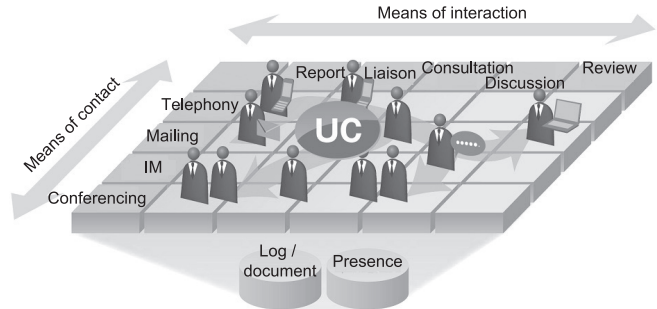 Means of interaction
Report
Liaison
Consultation
Review
Discussion
Means of contact
Telephony
Mailing
IM
Conferencing
UC
Log /
document
Presence